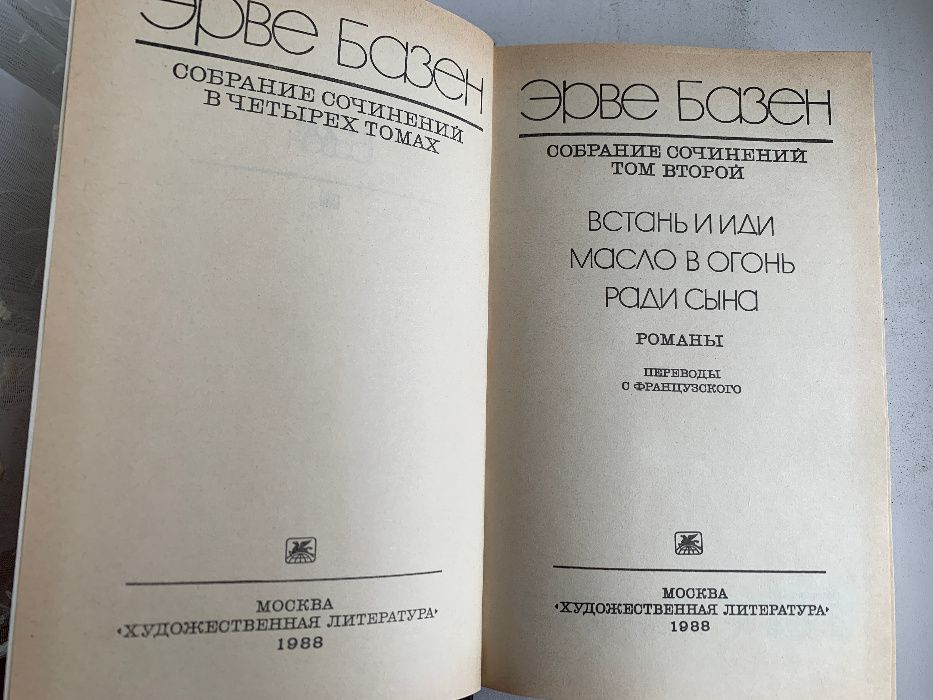 Эрве Базен
СОБРАНИЕ СОЧИНЕНИЙ
В ЧЕТЫРЕХ ТОМАХ
МОСКВА
«ХУДОЖЕСТВЕННАЯ ЛИТЕРАТУРА»
1988
Эрве Базен
СОБРАНИЕ СОЧИНЕНИЙ
ТОМ ВТОРОЙ
ВСТАНЬ И ИДИ
МАСЛО В ОГОНЬ
РАДИ СЫНА
РОМАНЫ
ПЕРЕВОДЫ
С ФРАНЦУЗСКОГО
МОСКВА
«ХУДОЖЕСТВЕННАЯ ЛИТЕРАТУРА»
1988